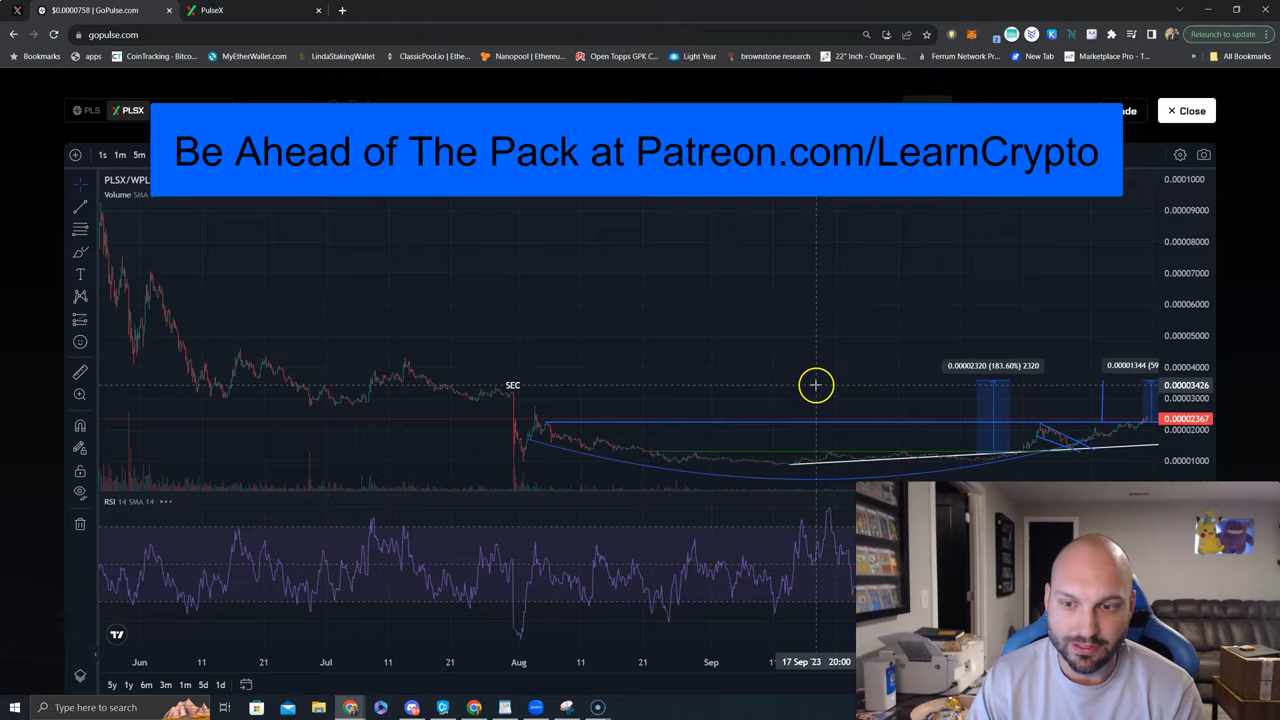 $0.0000758 | GoPulse.com
PulseX
gopulse.com
Relaunch to update
Bookmarks
apps
CoinTracking - Bitco...
MyEtherWallet.com
LindaStakingWallet
ClassicPool.io | Ethe...
Nanopool | Ethereu...
Open Topps GPK C...
Light Year
brownstone research
22" Inch - Orange B...
Ferrum Network Pr...
New Tab
Marketplace Pro - T...
All Bookmarks
PLS
PLSX
Close
Be Ahead of The Pack at Patreon.com/LearnCrypto
1s 1m 5m
PLSX/WPLS
Volume SMA
0.0001000
0.00009000
0.00008000
0.00007000
0.00006000
0.00005000
0.00004000
0.00003426
0.00003000
0.00002367
0.00002000
0.00001000
0.00002320 (183.60%) 2320
0.00001344 (59
SEC
RSI 14 SMA 14
Jun 11 21 Jul 11 21 Aug 11 21 Sep
17 Sep '23 20:00
5y 1y 6m 3m 1m 5d 1d
Type here to search